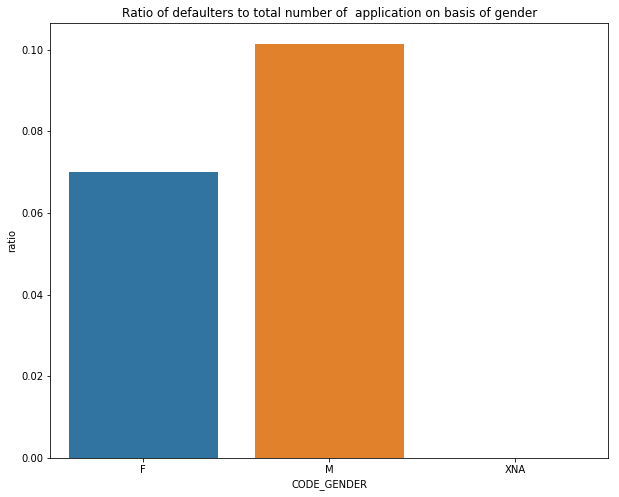 Ratio of defaulters to total number of  application on basis of gender
0.10
0.08
0.06
0.04
0.02
0.00
ratio
F M XNA
CODE_GENDER